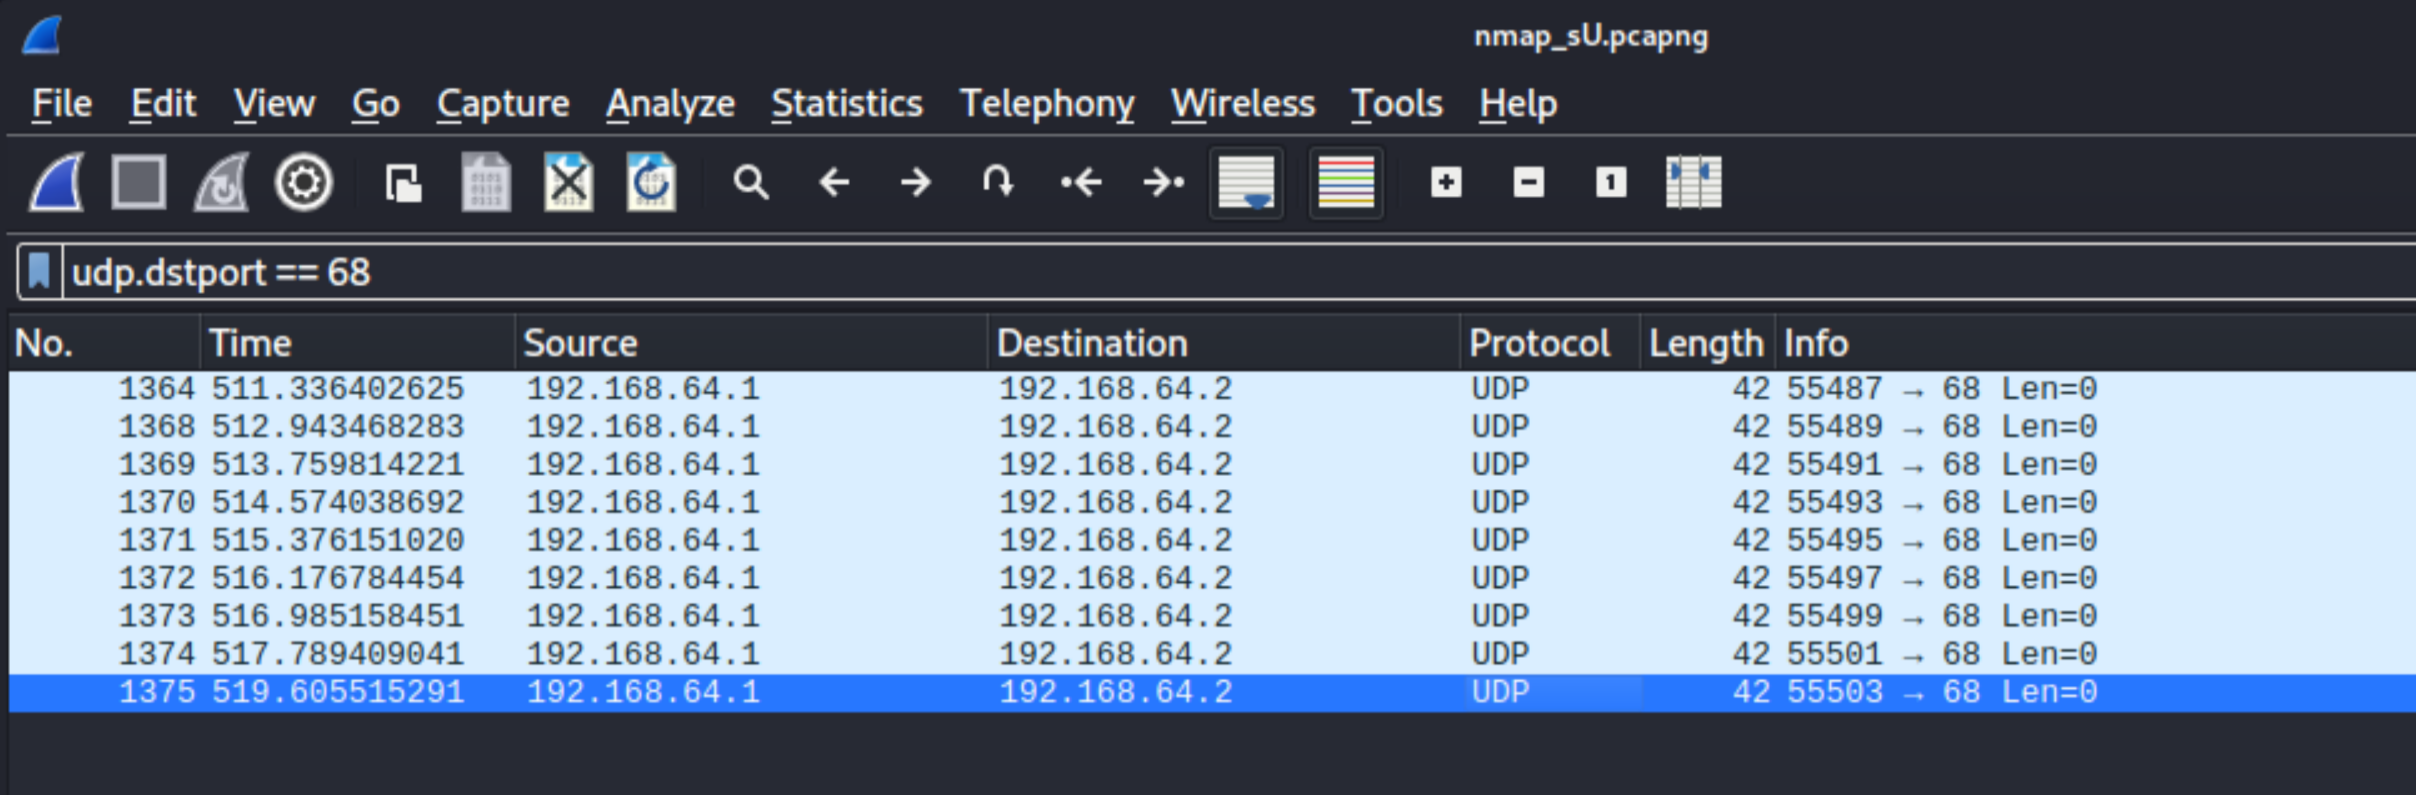 nmap_sU.pcapng
File Edit View Go Capture Analyze Statistics Telephony Wireless Tools Help
udp.dstport == 68
No. Time Source Destination Protocol Length Info
1364 511.336402625 192.168.64.1 192.168.64.2 UDP 42 55487 → 68 Len=0
1368 512.943468283 192.168.64.1 192.168.64.2 UDP 42 55489 → 68 Len=0
1369 513.759814221 192.168.64.1 192.168.64.2 UDP 42 55491 → 68 Len=0
1370 514.574038692 192.168.64.1 192.168.64.2 UDP 42 55493 → 68 Len=0
1371 515.376151020 192.168.64.1 192.168.64.2 UDP 42 55495 → 68 Len=0
1372 516.176784454 192.168.64.1 192.168.64.2 UDP 42 55497 → 68 Len=0
1373 516.985158451 192.168.64.1 192.168.64.2 UDP 42 55499 → 68 Len=0
1374 517.789409041 192.168.64.1 192.168.64.2 UDP 42 55501 → 68 Len=0
1375 519.605515291 192.168.64.1 192.168.64.2 UDP 42 55503 → 68 Len=0